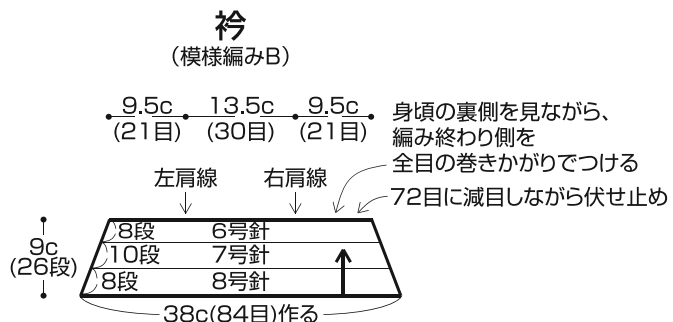 衿
（模様編みB）
9.5c 13.5c 9.5c
(21目) (30目) (21目)
身頃の裏側を見ながら、
編み終わり側を
全目の巻きかがりでつける
左肩線 右肩線
72目に減目しながら伏せ止め
9c
(26段)
8段 6号針
10段 7号針
8段 8号針
38c(84目)作る